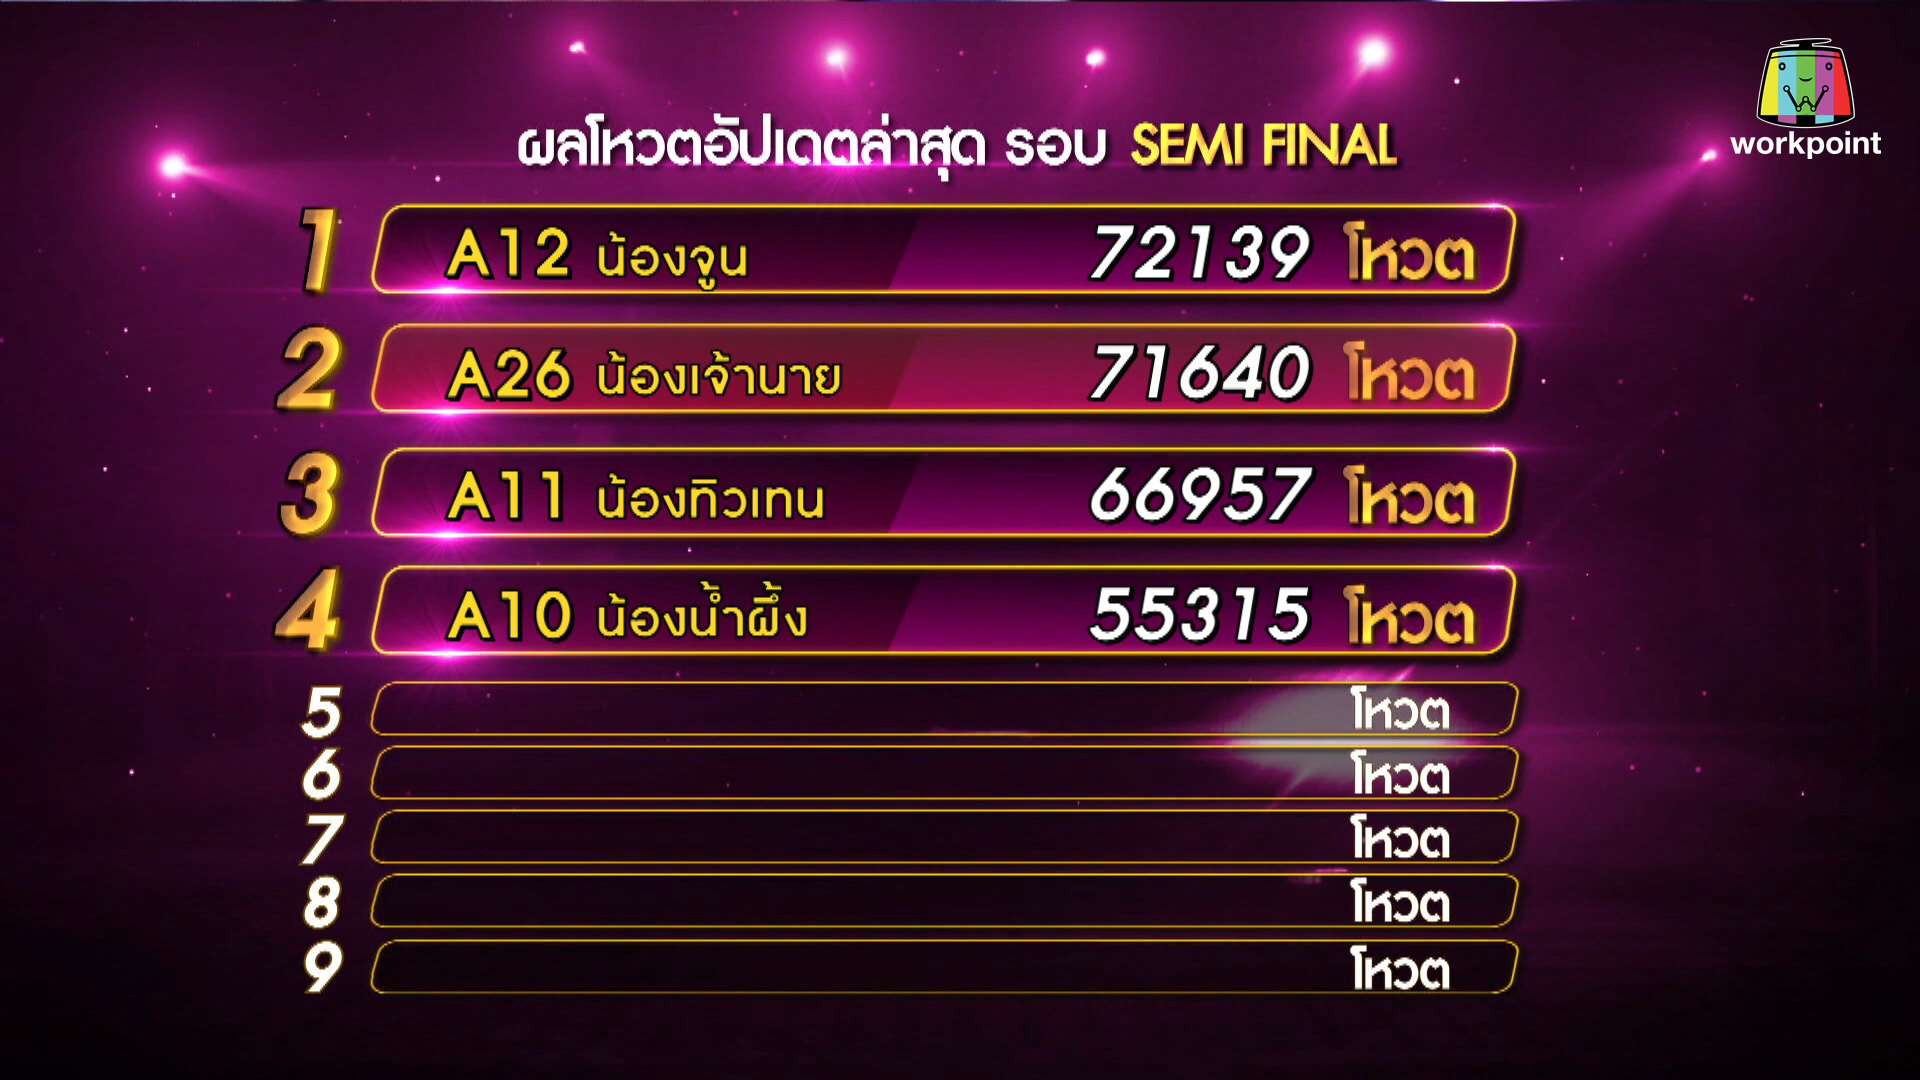 workpoint
ผลโหวตอัปเดตล่าสุด รอบ SEMI FINAL
1 A12 น้องจูน 72139 โหวต
2 A26 น้องเจ้านาย 71640 โหวต
3 A11 น้องทิวเทน 66957 โหวต
4 A10 น้องน้ำผึ้ง 55315 โหวต
5 โหวต
6 โหวต
7 โหวต
8 โหวต
9 โหวต